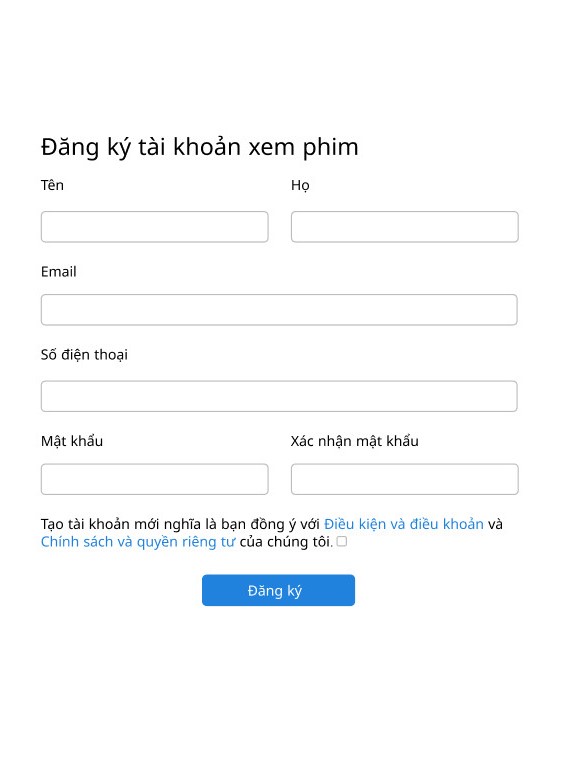 Đăng ký tài khoản xem phim
Tên
Họ
Email
Số điện thoại
Mật khẩu
Xác nhận mật khẩu
Tạo tài khoản mới nghĩa là bạn đồng ý với Điều kiện và điều khoản và
Chính sách và quyền riêng tư của chúng tôi.
Đăng ký